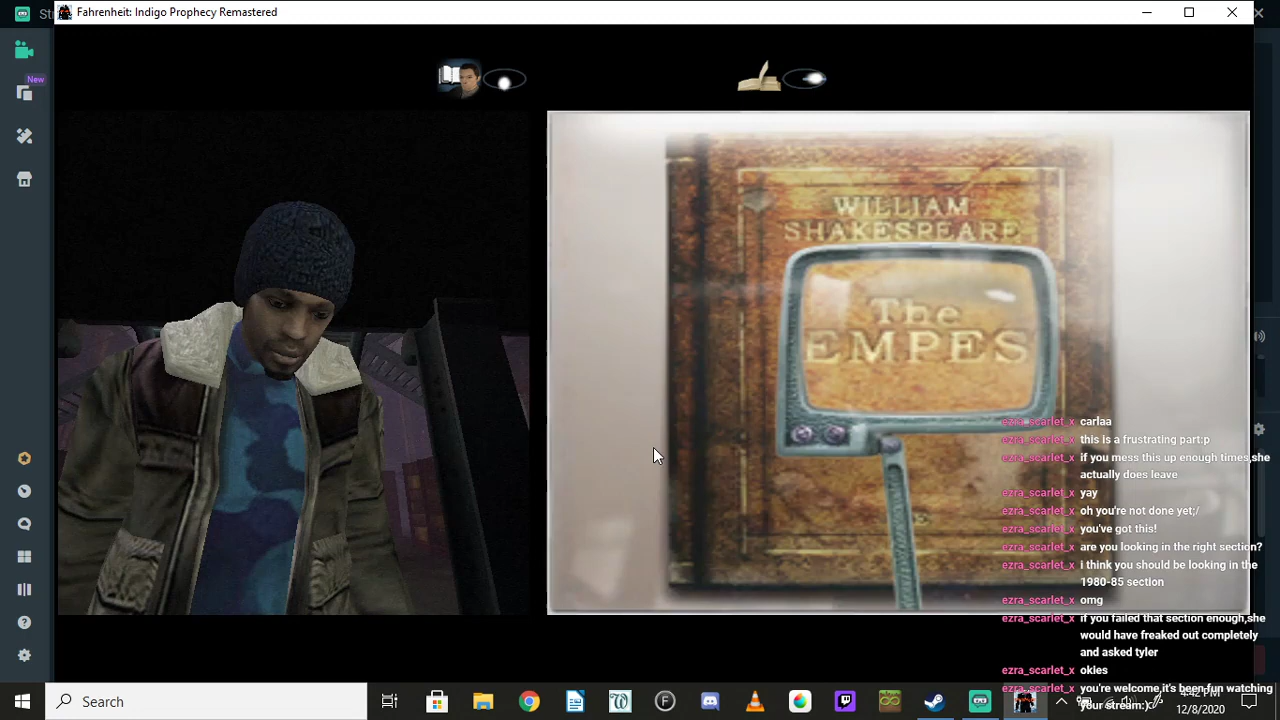 Fahrenheit: Indigo Prophecy Remastered
New
WILLIAM
SHAKESPEARE
The
EMPES
ezra_scarlet_x carlaa
ezra_scarlet_x this is a frustrating part:p
ezra_scarlet_x if you mess this up enough times,she
actually does leave
ezra_scarlet_x yay
ezra_scarlet_x oh you're not done yet;/
ezra_scarlet_x you've got this!
ezra_scarlet_x are you looking in the right section?
ezra_scarlet_x i think you should be looking in the
1980-85 section
ezra_scarlet_x omg
ezra_scarlet_x if you failed that section enough,she
would have freaked out completely
and asked tyler
ezra_scarlet_x okies
ezra_scarlet_x you're welcome,it's been fun watching
your stream:)
Search
4:42 PM
12/8/2020